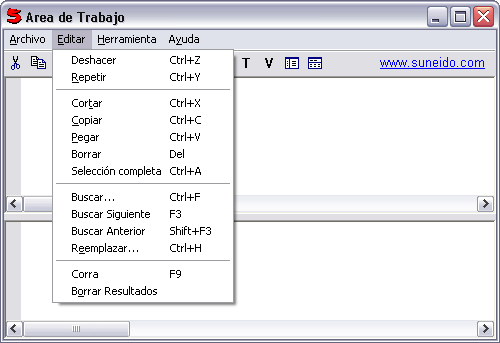 Area de Trabajo
Archivo Editar Herramienta Ayuda
T V www.suneido.com
Deshacer Ctrl+Z
Repetir Ctrl+Y
Cortar Ctrl+X
Copiar Ctrl+C
Pegar Ctrl+V
Borrar Del
Selección completa Ctrl+A
Buscar... Ctrl+F
Buscar Siguiente F3
Buscar Anterior Shift+F3
Reemplazar... Ctrl+H
Corra F9
Borrar Resultados